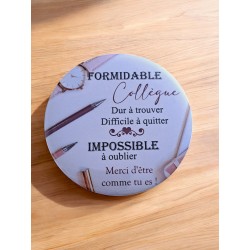 FORMIDABLE
Collègue
Dur à trouver
Difficile à quitter
IMPOSSIBLE
à oublier
Merci d'être
comme tu es !